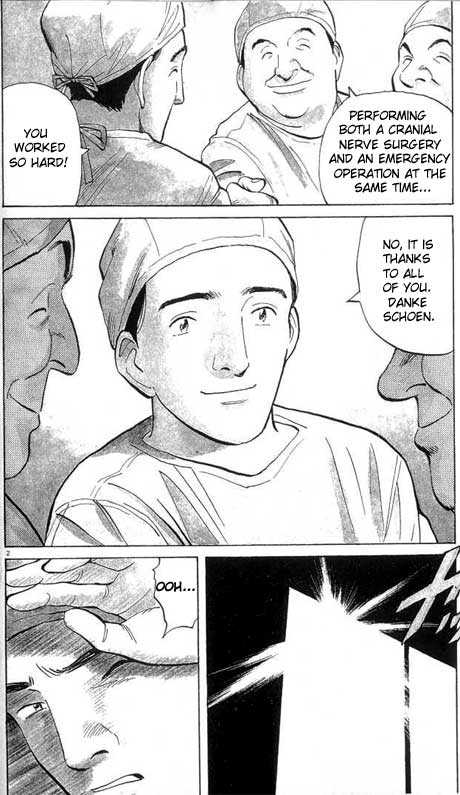 YOU
WORKED
SO HARD!
PERFORMING
BOTH A CRANIAL
NERVE SURGERY
AND AN EMERGENCY
OPERATION AT THE
SAME TIME...
NO, IT IS
THANKS
TO ALL
OF YOU.
DANKE
SCHOEN.
2
OOH...